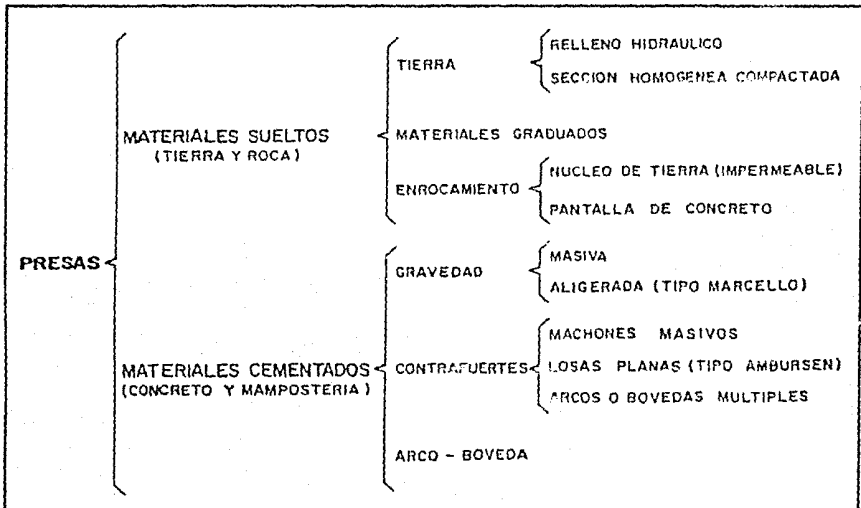 PRESAS
MATERIALES SUELTOS
(TIERRA Y ROCA)
TIERRA
RELLENO HIDRAULICO
SECCION HOMOGENEA COMPACTADA
MATERIALES GRADUADOS
ENROCAMIENTO
NUCLEO DE TIERRA (IMPERMEABLE)
PANTALLA DE CONCRETO
MATERIALES CEMENTADOS
(CONCRETO Y MAMPOSTERIA)
GRAVEDAD
MASIVA
ALIGERADA (TIPO MARCELLO)
CONTRAFUERTES
MACHONES MASIVOS
LOSAS PLANAS (TIPO AMBURSEN)
ARCOS O BOVEDAS MULTIPLES
ARCO - BOVEDA